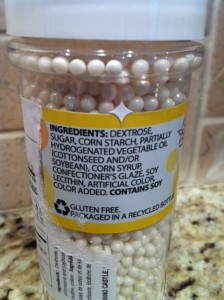 INGREDIENTS: DEXTROSE,
SUGAR, CORN STARCH, PARTIALLY
HYDROGENATED VEGETABLE OIL
(COTTONSEED AND/OR
SOYBEAN), CORN SYRUP,
CONFECTIONER'S GLAZE, SOY
LECITHIN, ARTIFICIAL COLOR,
COLOR ADDED. CONTAINS SOY
GLUTEN FREE.
PACKAGED IN A RECYCLED BOTTLE